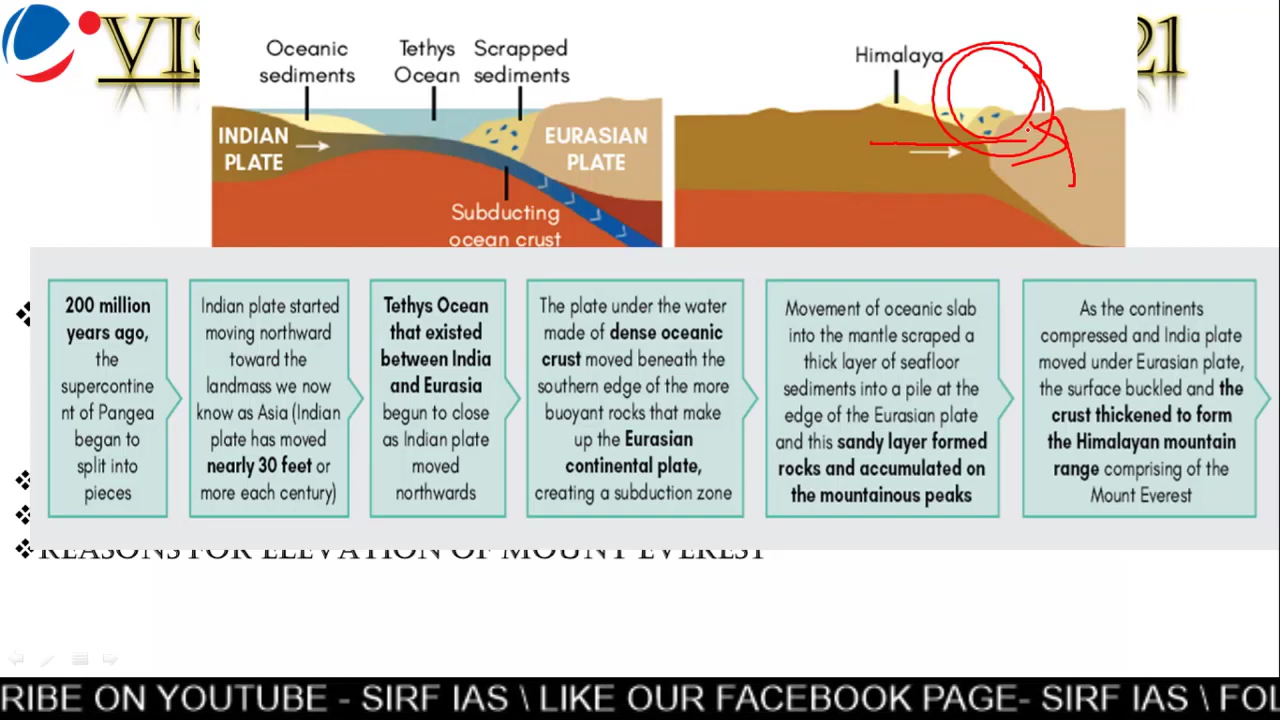 VIS
21
Oceanic
sediments
Tethys
Ocean
Scrapped
sediments
INDIAN
PLATE
EURASIAN
PLATE
Subducting
ocean crust
Himalaya
200 million
years ago,
the
supercontine
nt of Pangea
began to
split into
pieces
Indian plate started
moving northward
toward the
landmass we now
know as Asia (Indian
plate has moved
nearly 30 feet or
more each century)
Tethys Ocean
that existed
between India
and Eurasia
begun to close
as Indian plate
moved
northwards
The plate under the water
made of dense oceanic
crust moved beneath the
southern edge of the more
buoyant rocks that make
up the Eurasian
continental plate,
creating a subduction zone
Movement of oceanic slab
into the mantle scraped a
thick layer of seafloor
sediments into a pile at the
edge of the Eurasian plate
and this sandy layer formed
rocks and accumulated on
the mountainous peaks
As the continents
compressed and India plate
moved under Eurasian plate,
the surface buckled and the
crust thickened to form
the Himalayan mountain
range comprising of the
Mount Everest
REASONS FOR ELEVATION OF MOUNT EVEREST
RIBE ON YOUTUBE - SIRF IAS \ LIKE OUR FACEBOOK PAGE- SIRF IAS \ FOL